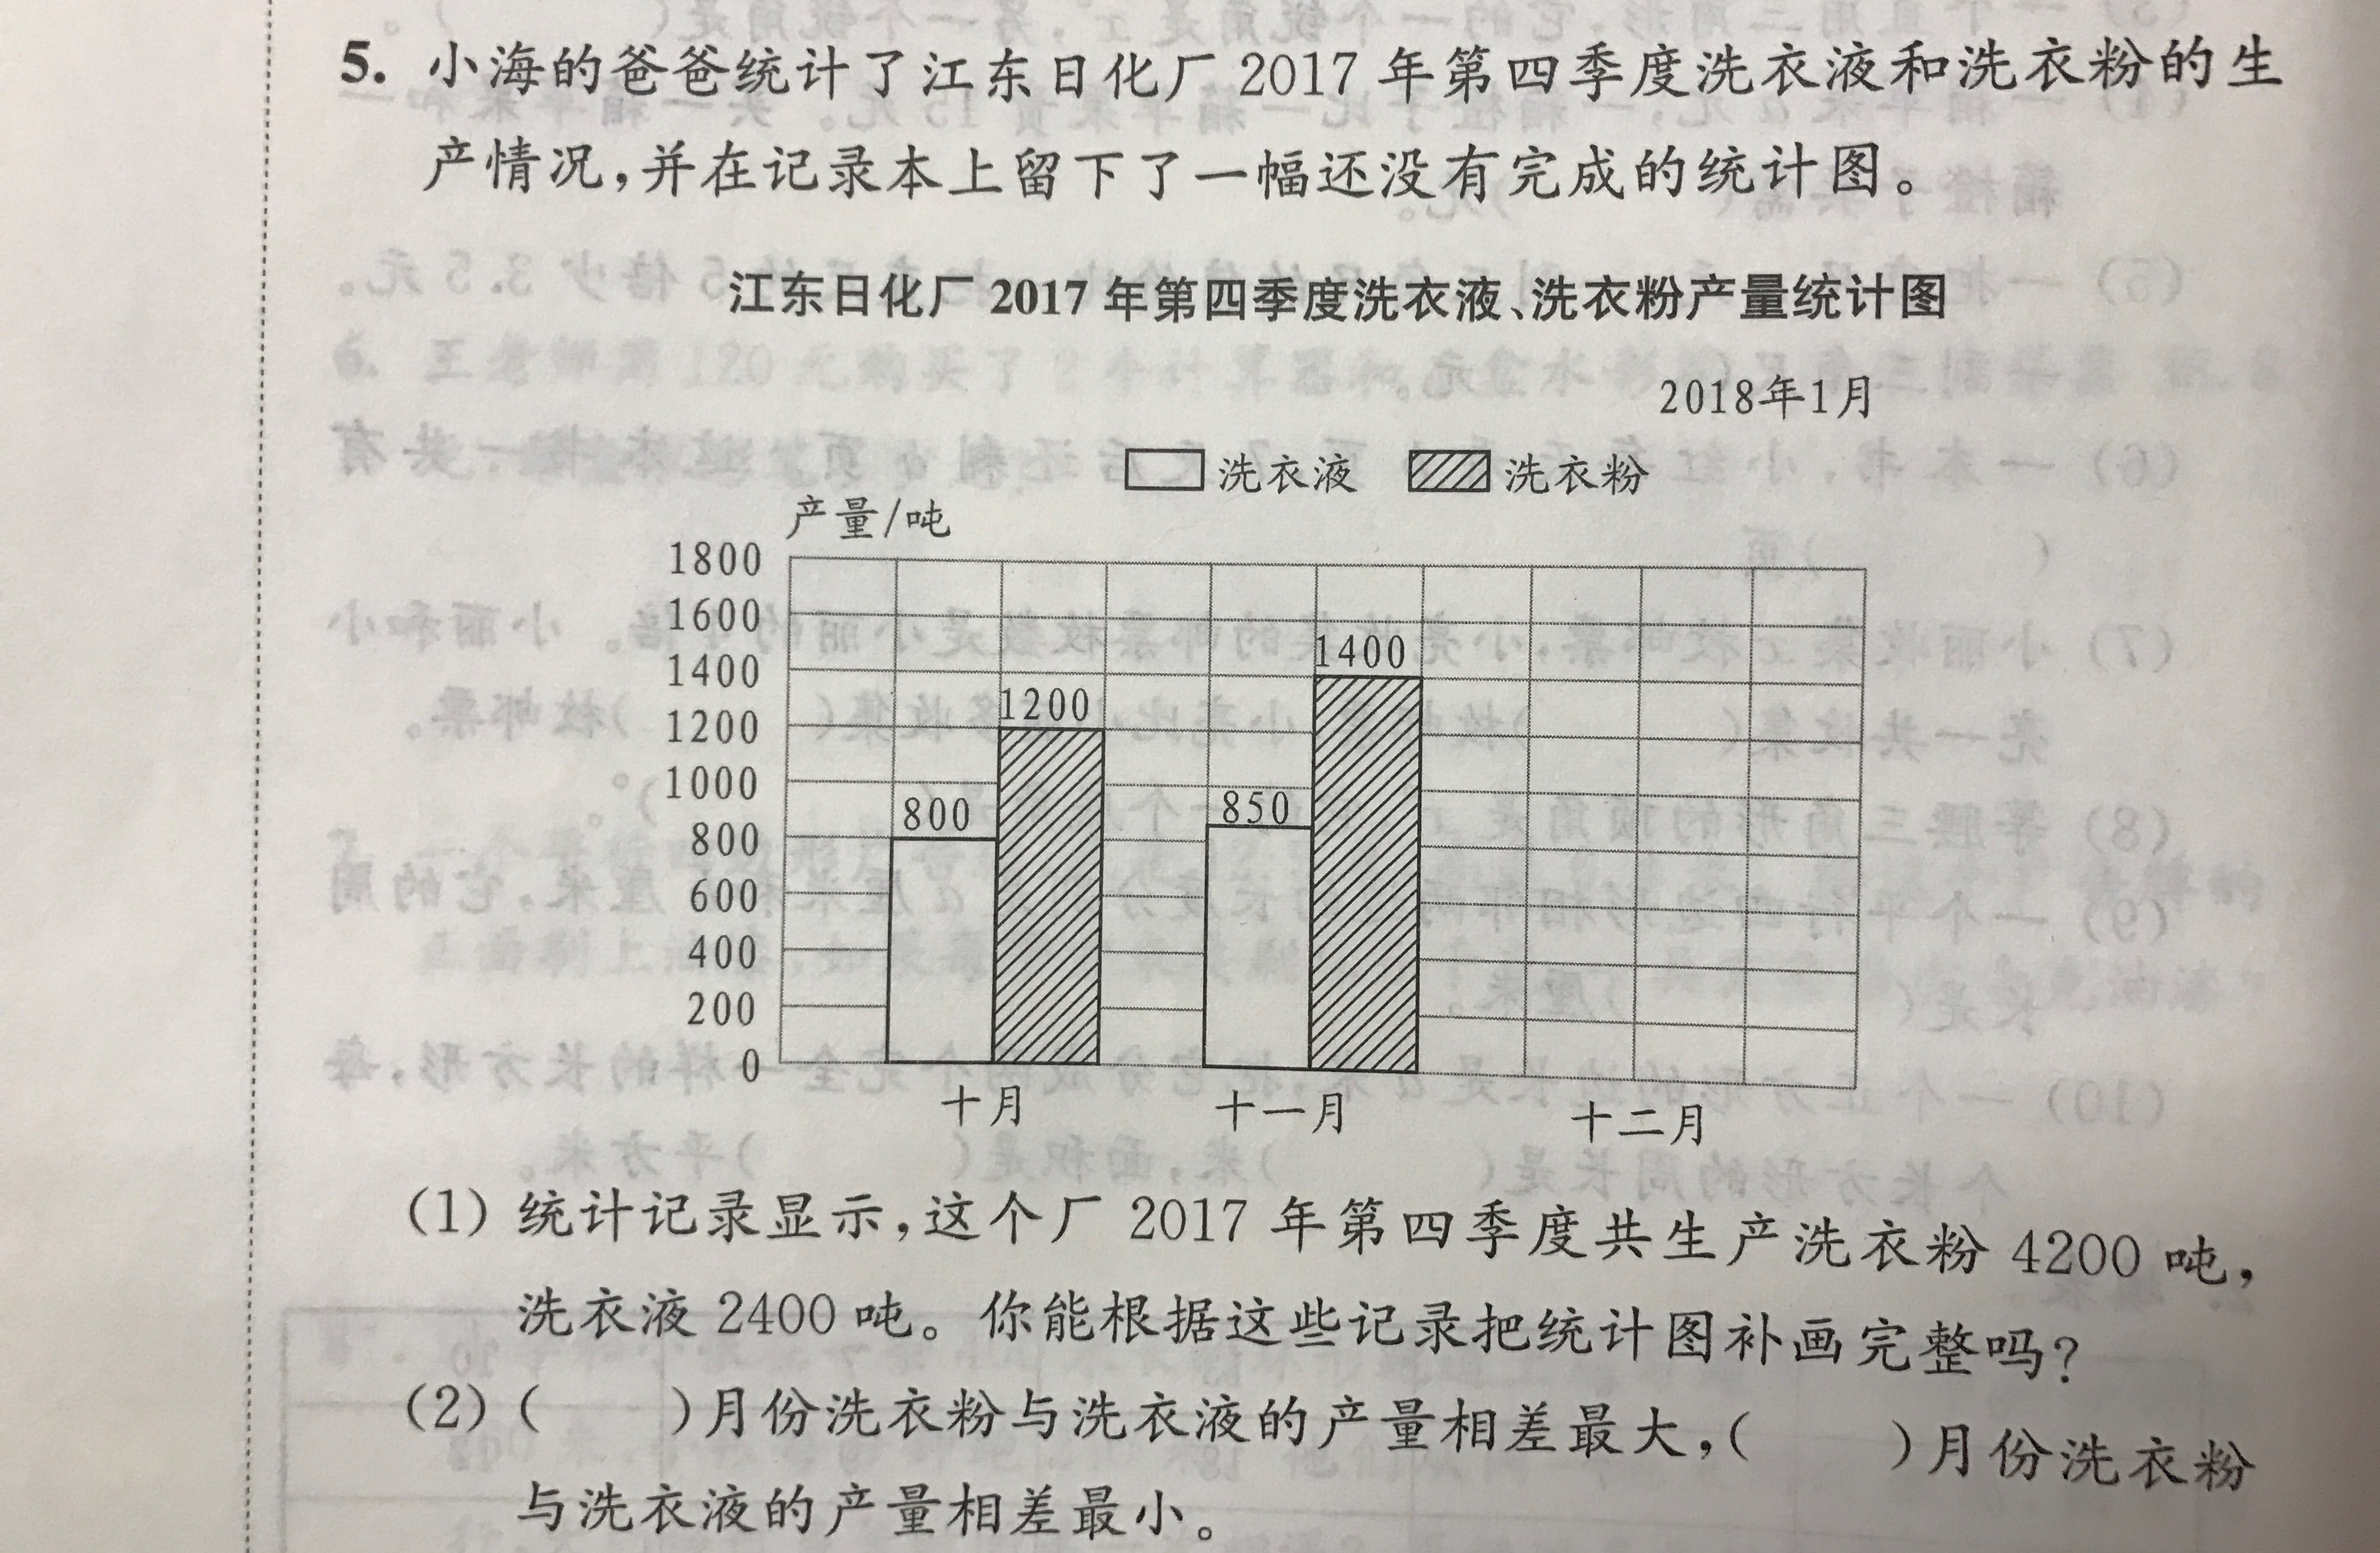 5. 小海的爸爸统计了江东日化厂 2017 年第四季度洗衣液和洗衣粉的生
产情况,并在记录本上留下了一幅还没有完成的统计图。
江东日化厂 2017 年第四季度洗衣液、洗衣粉产量统计图
2018年1月
洗衣液 洗衣粉
产量/吨
1800
1600
1400
1200
1000
800
600
400
200
0
800
1200
850
1400
十月 十一月 十二月
(1) 统计记录显示,这个厂 2017 年第四季度共生产洗衣粉 4200 吨,
洗衣液 2400 吨。你能根据这些记录把统计图补画完整吗?
(2) ( )月份洗衣粉与洗衣液的产量相差最大,( )月份洗衣粉
与洗衣液的产量相差最小。